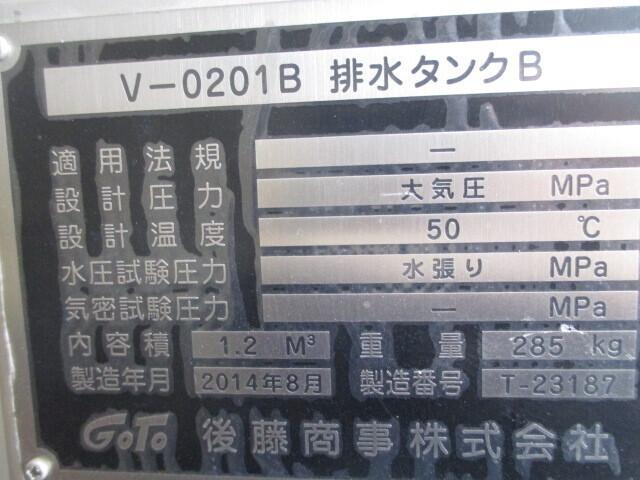 V-0201B 排水タンクB
適用法規 —
設計圧力 大気圧 MPa
設計温度 50 ℃
水圧試験圧力 水張り MPa
気密試験圧力 — MPa
内容積 1.2 M³ 重量 285 kg
製造年月 2014年8月 製造番号 T-23187
GoTo 後藤商事株式会社